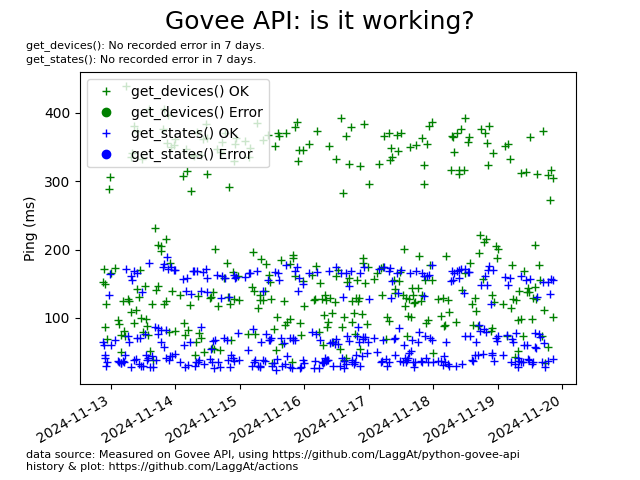 Govee API: is it working?
get_devices(): No recorded error in 7 days.
get_states(): No recorded error in 7 days.
get_devices() OK
get_devices() Error
get_states() OK
get_states() Error
Ping (ms)
400
300
200
100
2024-11-13
2024-11-14
2024-11-15
2024-11-16
2024-11-17
2024-11-18
2024-11-19
2024-11-20
data source: Measured on Govee API, using https://github.com/LaggAt/python-govee-api
history & plot: https://github.com/LaggAt/actions